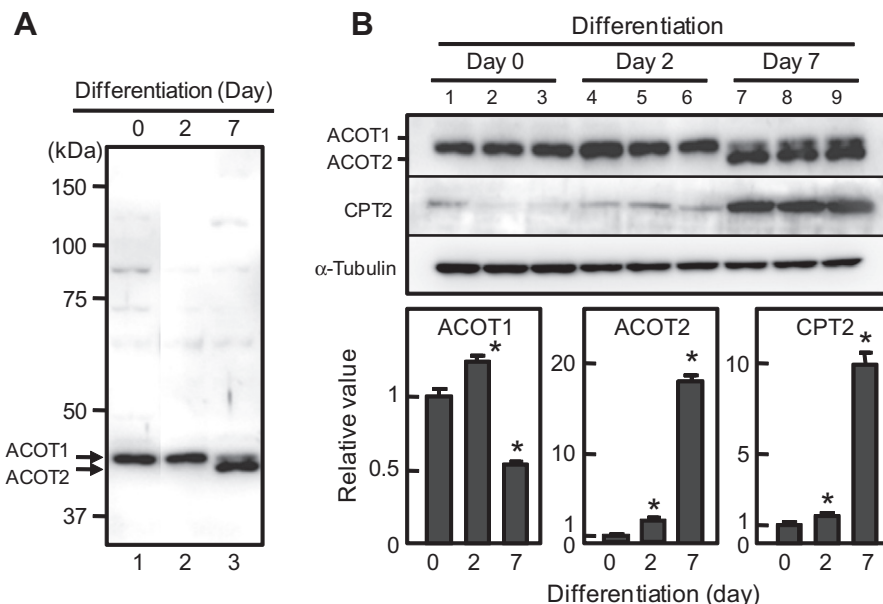 A
Differentiation (Day)
0 2 7
(kDa)
150
100
75
50
ACOT1
ACOT2
37
1 2 3
B
Differentiation
Day 0 Day 2 Day 7
1 2 3 4 5 6 7 8 9
ACOT1
ACOT2
CPT2
α-Tubulin
Relative value
ACOT1
*
*
1
0.5
0
0 2 7
ACOT2
*
*
20
10
1
0
0 2 7
CPT2
*
*
10
5
1
0
0 2 7
Differentiation (day)